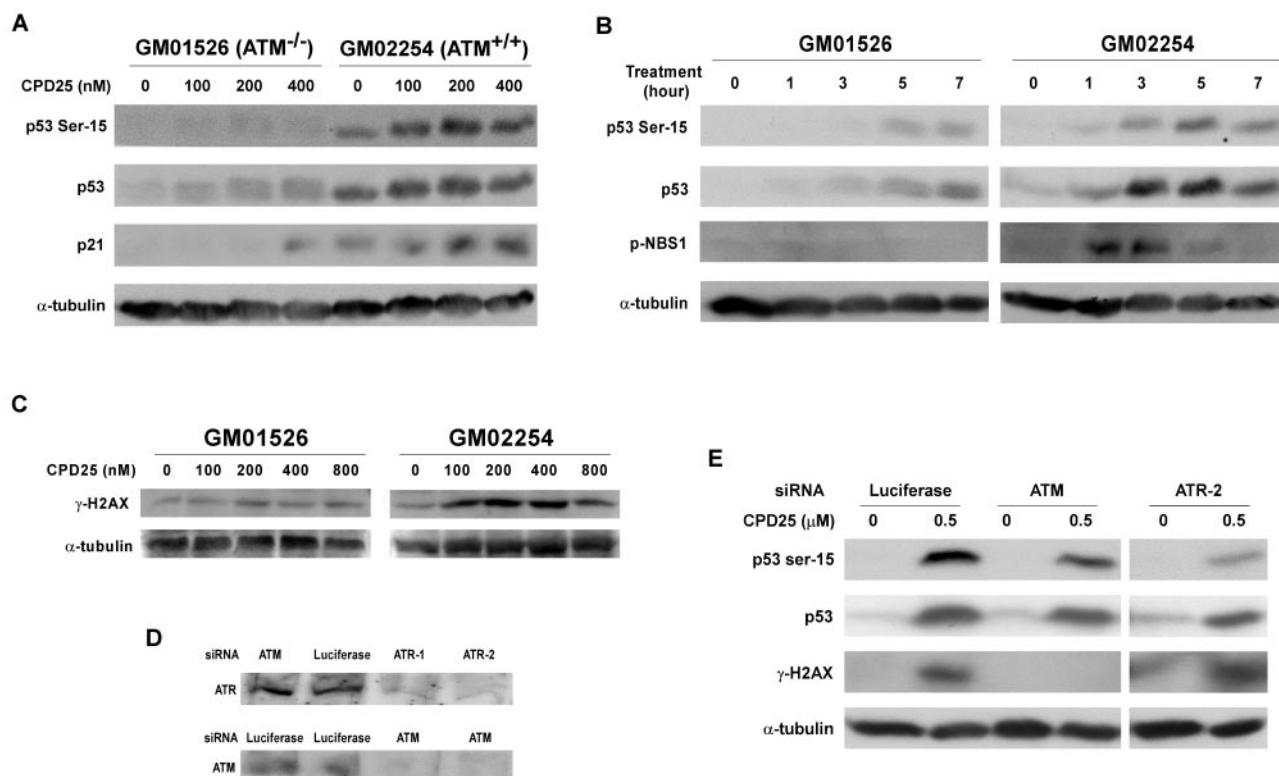 A
GM01526 (ATM-/-) GM02254 (ATM+/+)
CPD25 (nM) 0 100 200 400 0 100 200 400
p53 Ser-15
p53
p21
α-tubulin
B
GM01526 GM02254
Treatment (hour) 0 1 3 5 7 0 1 3 5 7
p53 Ser-15
p53
p-NBS1
α-tubulin
C
GM01526 GM02254
CPD25 (nM) 0 100 200 400 800 0 100 200 400 800
γ-H2AX
α-tubulin
D
siRNA ATM Luciferase ATR-1 ATR-2
ATR
siRNA Luciferase Luciferase ATM ATM
ATM
E
siRNA Luciferase ATM ATR-2
CPD25 (μM) 0 0.5 0 0.5 0 0.5
p53 ser-15
p53
γ-H2AX
α-tubulin